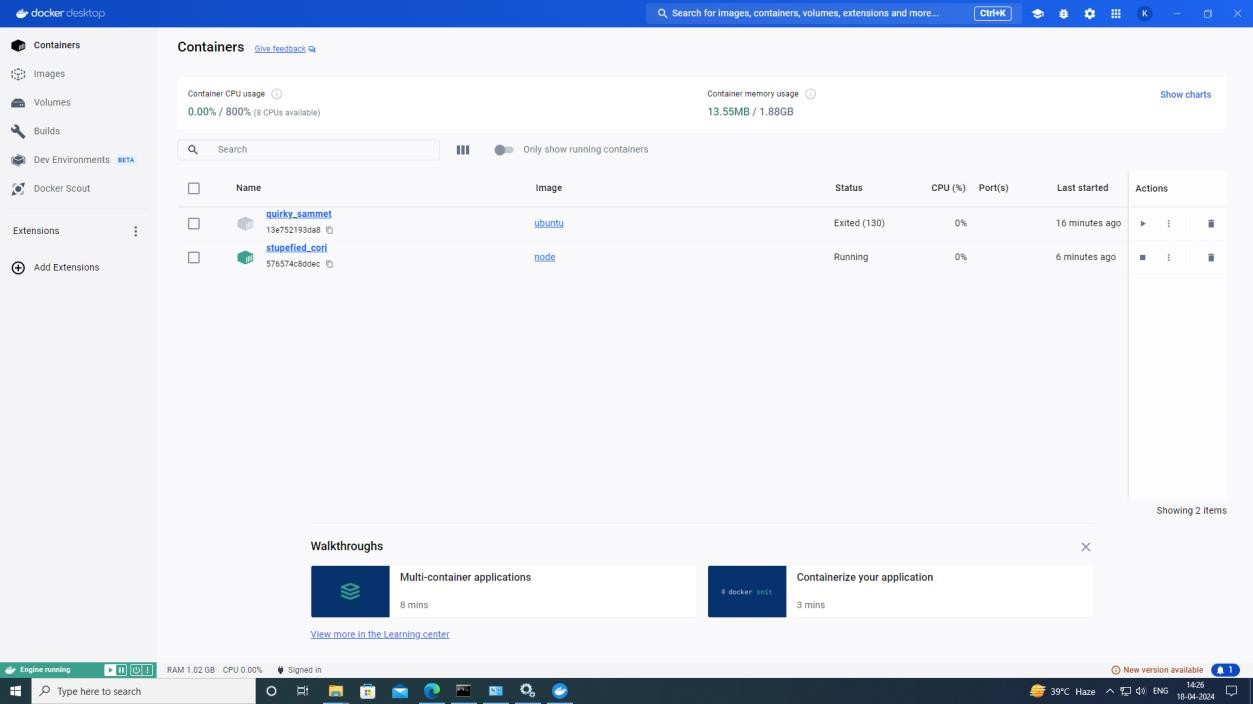 docker desktop
Search for images, containers, volumes, extensions and more...
Ctrl+K
K
Containers
Images
Volumes
Builds
Dev Environments BETA
Docker Scout
Extensions
Add Extensions
Containers Give feedback
Container CPU usage
0.00% / 800% (8 CPUs available)
Container memory usage
13.55MB / 1.88GB
Show charts
Search
Only show running containers
Name Image Status CPU (%) Port(s) Last started Actions
quirky_sammet
13e752193da8
ubuntu Exited (130) 0% 16 minutes ago
stupefied_cori
576574c8ddec
node Running 0% 6 minutes ago
Showing 2 items
Walkthroughs
Multi-container applications
8 mins
$ docker init
Containerize your application
3 mins
View more in the Learning center
Engine running
RAM 1.02 GB CPU 0.00% Signed in
New version available
1
Type here to search
39°C Haze
ENG
14:26
18-04-2024